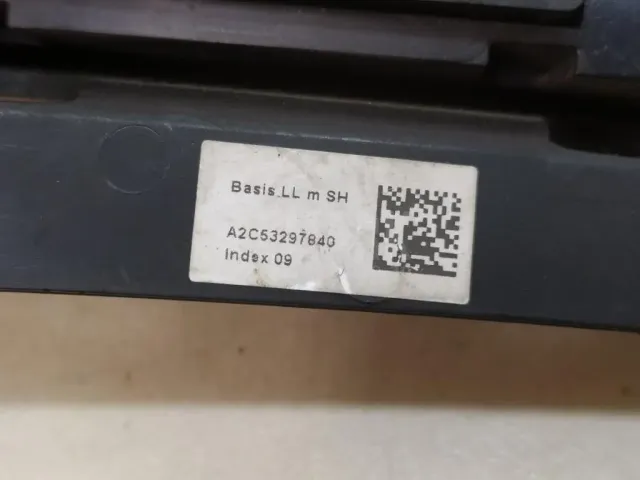 Basis LL m SH
A2C53297840
Index 09